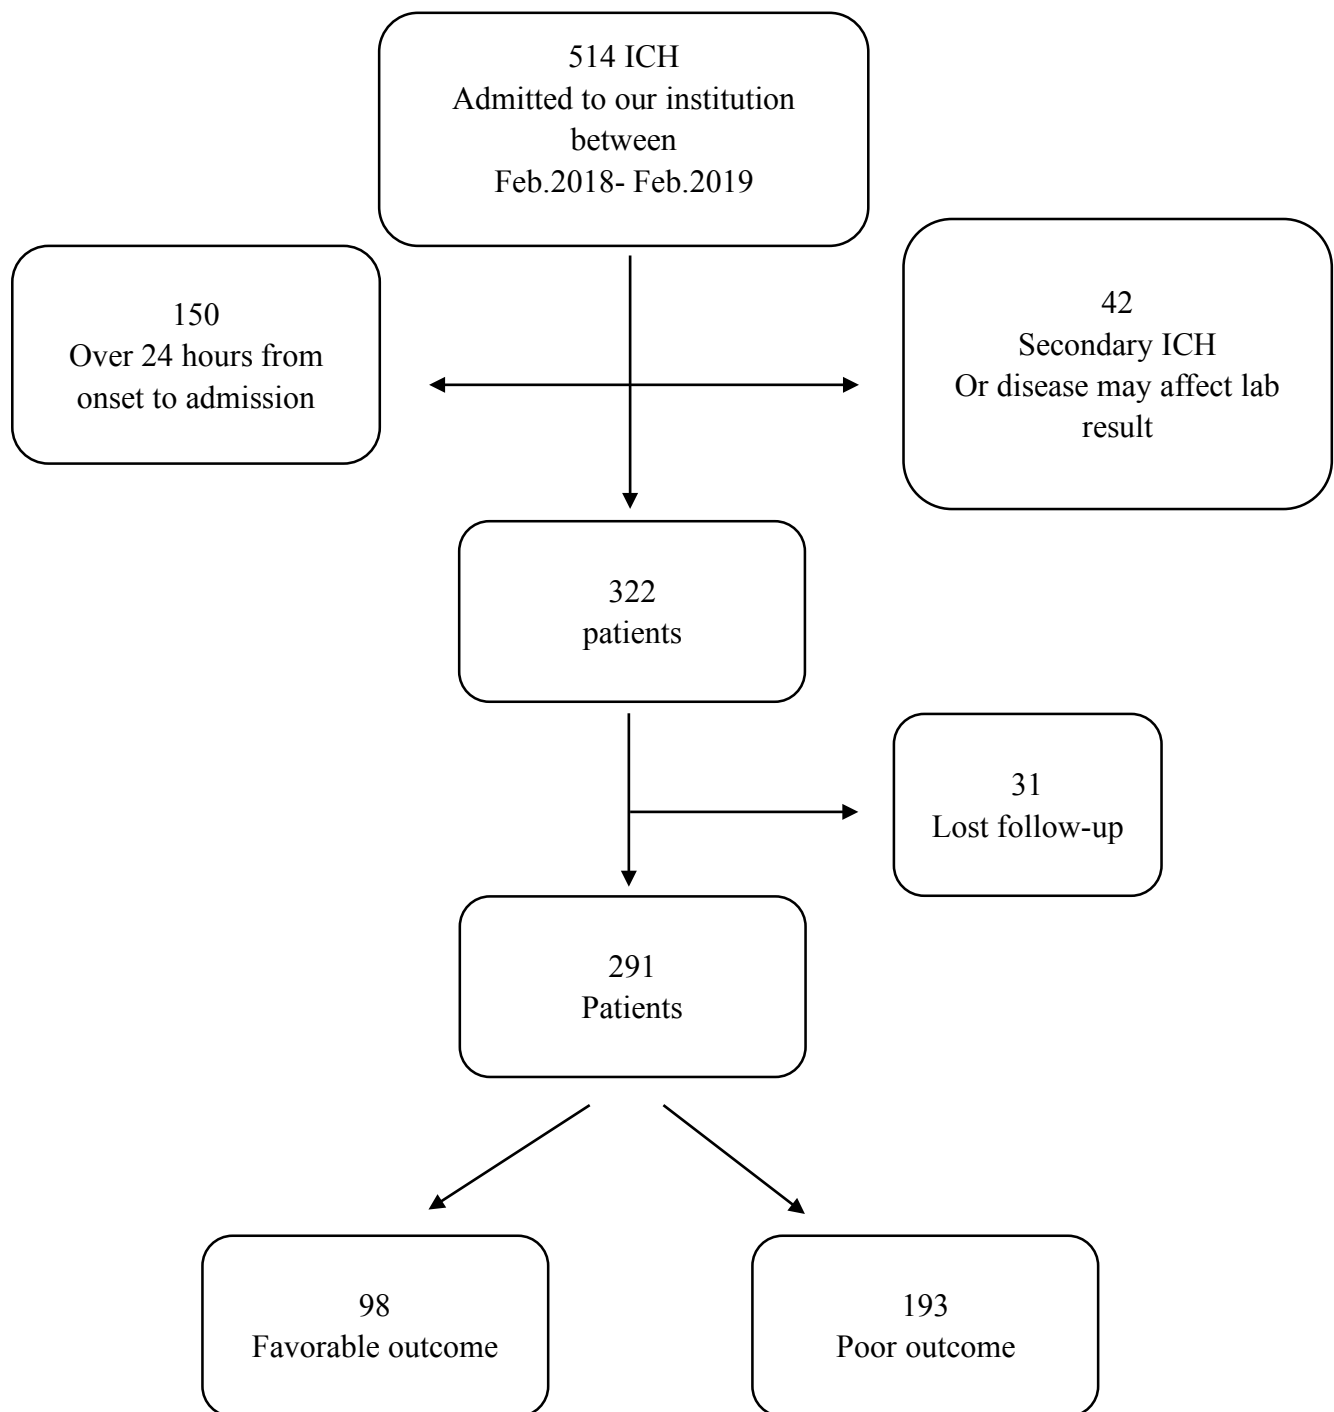 514 ICH
Admitted to our institution
between
Feb.2018- Feb.2019
150
Over 24 hours from
onset to admission
42
Secondary ICH
Or disease may affect lab
result
322
patients
31
Lost follow-up
291
Patients
98
Favorable outcome
193
Poor outcome